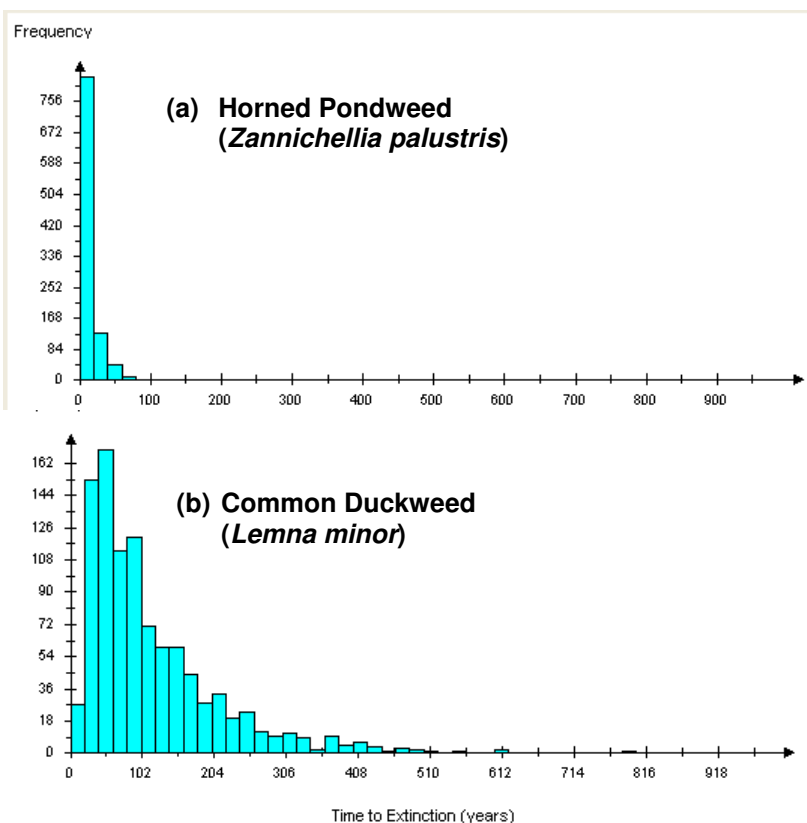 Frequency
(a) Horned Pondweed
(Zannichellia palustris)
756
672
588
504
420
336
252
168
84
0
0 100 200 300 400 500 600 700 800 900
(b) Common Duckweed
(Lemna minor)
162
144
126
108
90
72
54
36
18
0
0 102 204 306 408 510 612 714 816 918
Time to Extinction (years)